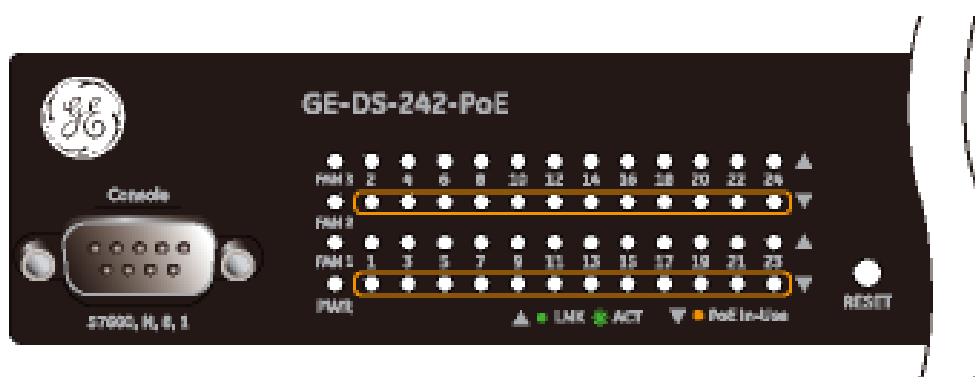 GE
GE-DS-242-PoE
Console
57600, N, 8, 1
FAN 3 2 4 6 8 10 12 14 16 18 20 22 24
FAN 2
FAN 1 1 3 5 7 9 11 13 15 17 19 21 23
PWR
LNK ACT PoE In-Use
RESET